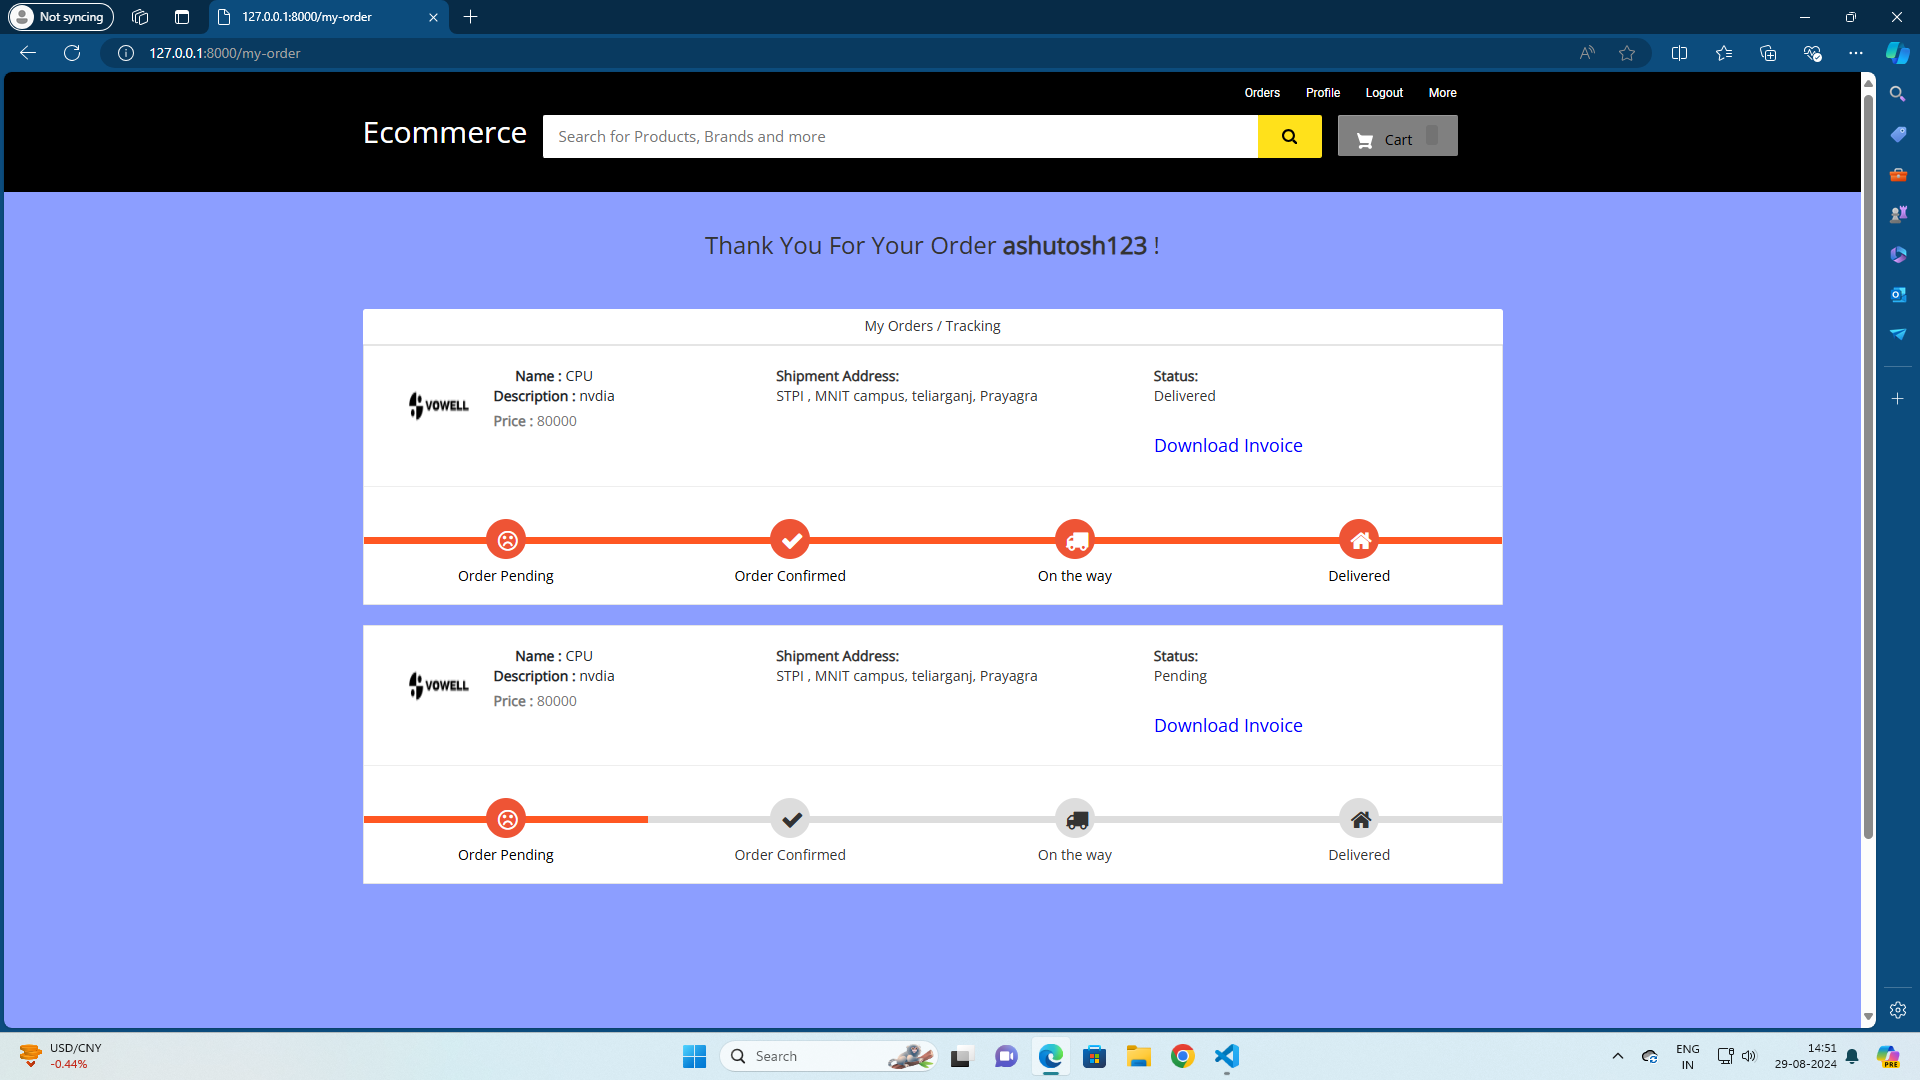 Not syncing
127.0.0.1:8000/my-order
127.0.0.1:8000/my-order
Orders Profile Logout More
Ecommerce
Search for Products, Brands and more
Cart
Thank You For Your Order ashutosh123 !
My Orders / Tracking
VOWELL
Name : CPU
Description : nvdia
Price : 80000
Shipment Address:
STPI , MNIT campus, teliarganj, Prayagra
Status:
Delivered
Download Invoice
Order Pending
Order Confirmed
On the way
Delivered
VOWELL
Name : CPU
Description : nvdia
Price : 80000
Shipment Address:
STPI , MNIT campus, teliarganj, Prayagra
Status:
Pending
Download Invoice
Order Pending
Order Confirmed
On the way
Delivered
USD/CNY
-0.44%
Search
ENG
IN
14:51
29-08-2024
PRE